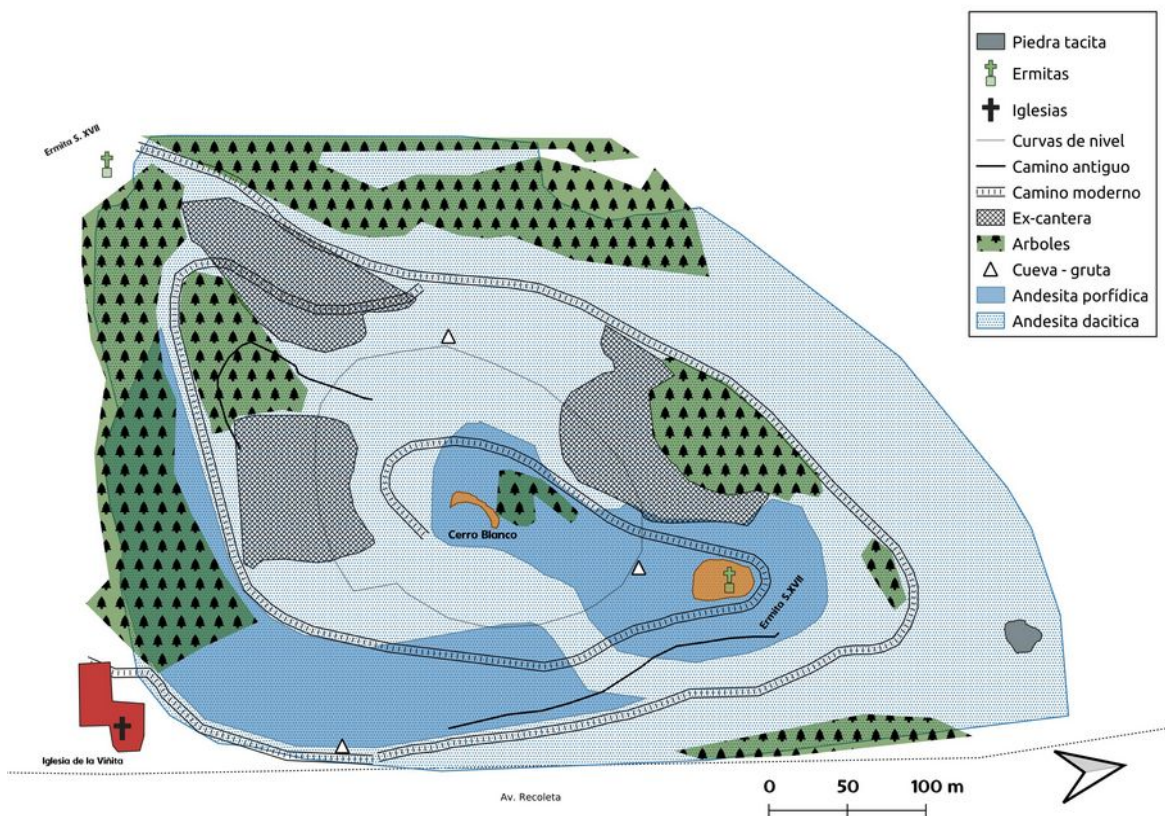 Piedra tacita
Ermitas
Iglesias
Curvas de nivel
Camino antiguo
Camino moderno
Ex-cantera
Arboles
Cueva - gruta
Andesita porfídica
Andesita dacitica
Ermita S. XVII
Cerro Blanco
Ermita S.XVII
Iglesia de la Viñita
Av. Recoleta
0 50 100 m